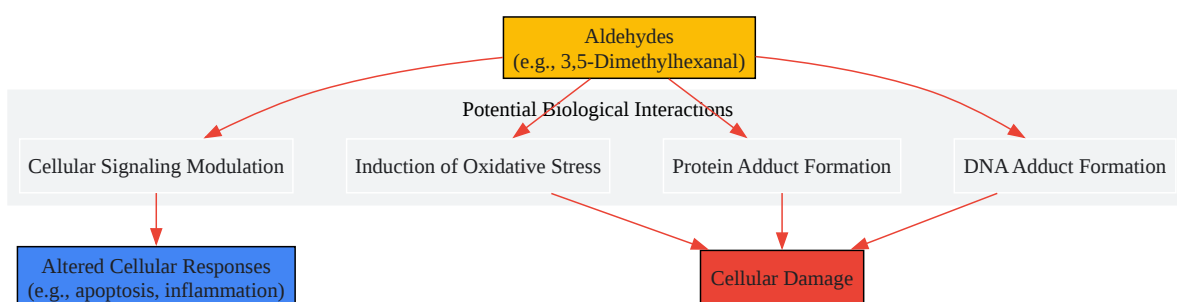 Aldehydes
(e.g., 3,5-Dimethylhexanal)
Potential Biological Interactions
Cellular Signaling Modulation
Induction of Oxidative Stress
Protein Adduct Formation
DNA Adduct Formation
Altered Cellular Responses
(e.g., apoptosis, inflammation)
Cellular Damage